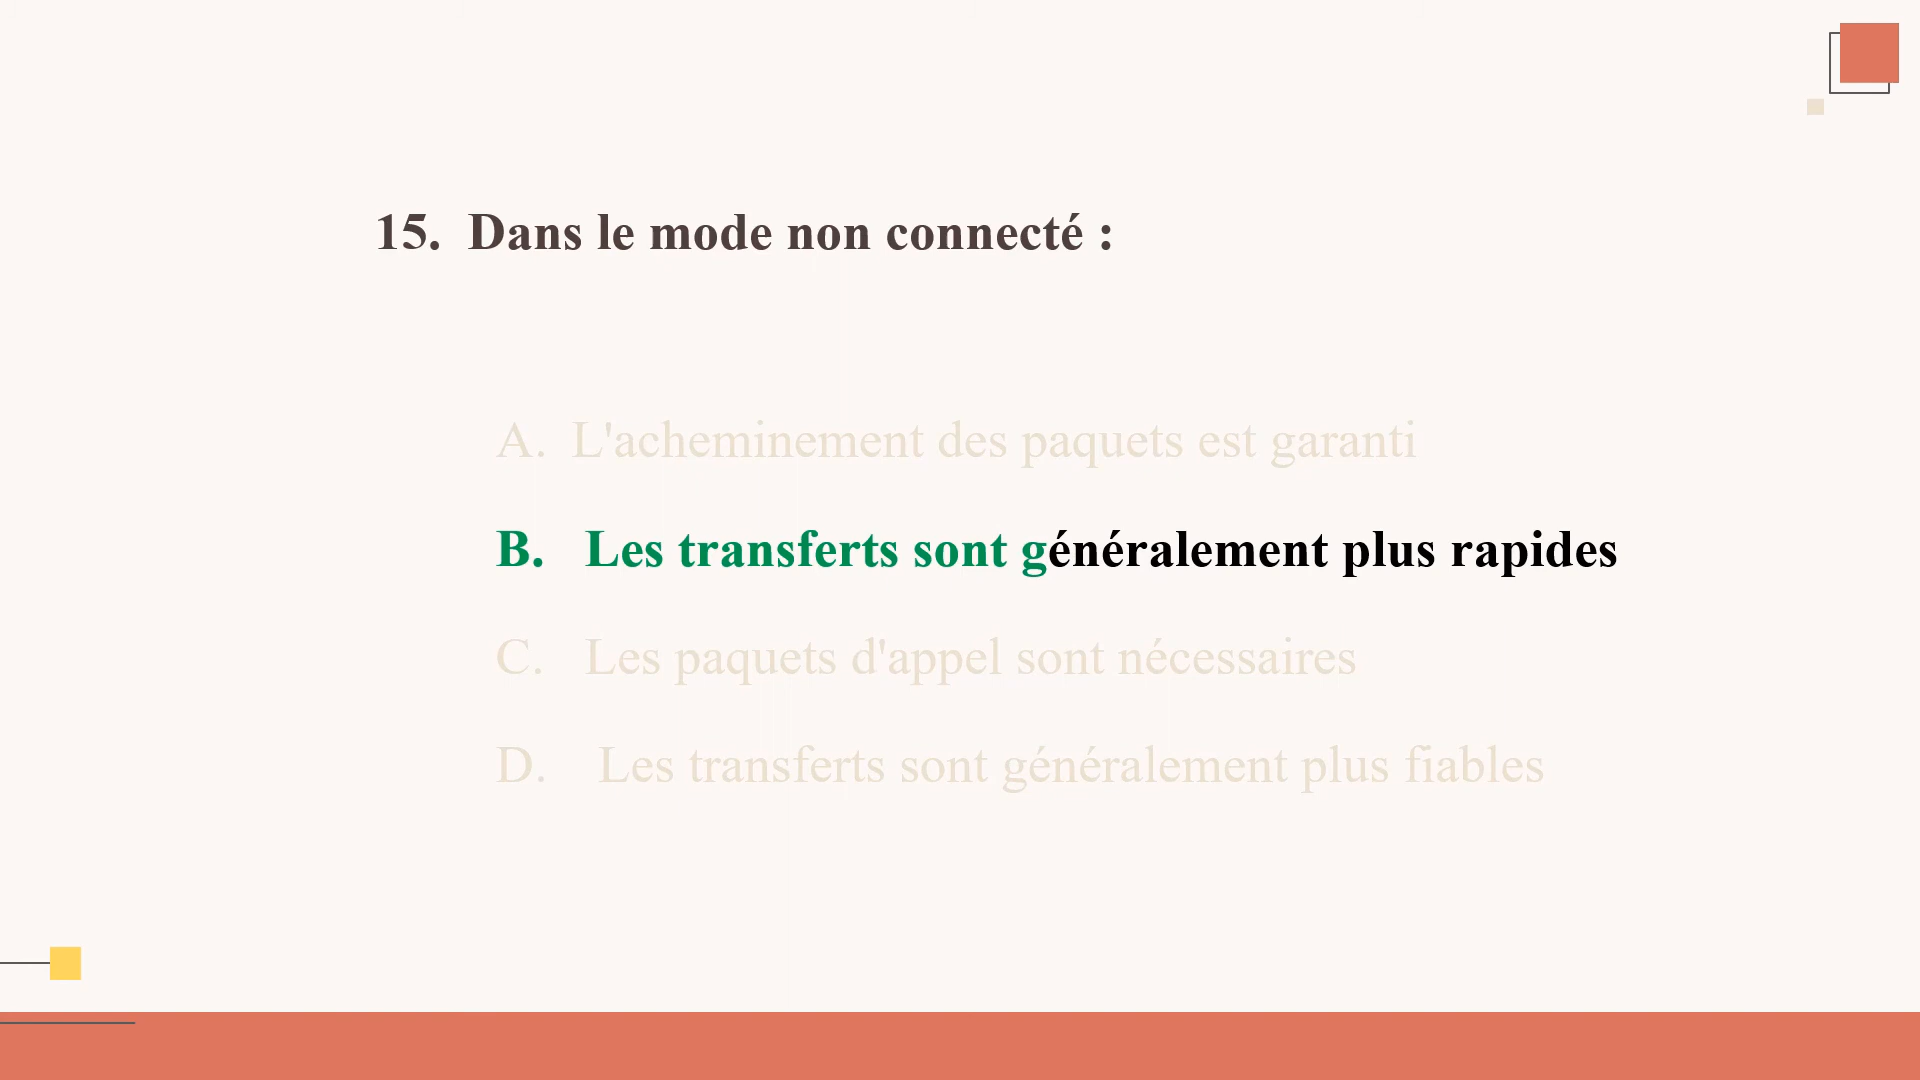 15. Dans le mode non connecté :
A. L'acheminement des paquets est garanti
B. Les transferts sont généralement plus rapides
C. Les paquets d'appel sont nécessaires
D. Les transferts sont généralement plus fiables